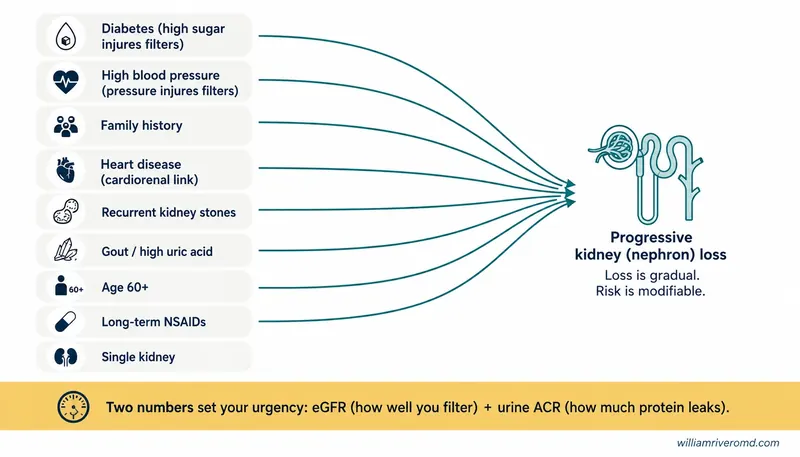 Diabetes (high sugar
injures filters)
High blood pressure
(pressure injures filters)
Family history
Heart disease
(cardiorenal link)
Recurrent kidney stones
Gout / high uric acid
60+
Age 60+
Long-term NSAIDs
Single kidney
Progressive
kidney (nephron) loss
Loss is gradual.
Risk is modifiable.
Two numbers set your urgency: eGFR (how well you filter) + urine ACR (how much protein leaks).
williamriveromd.com